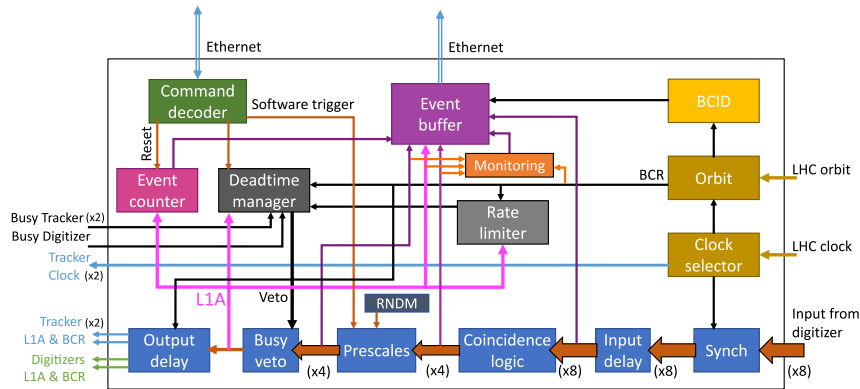 Ethernet
Ethernet
Command
decoder
Software trigger
Event
buffer
BCID
Reset
Monitoring
Event
counter
Deadtime
manager
BCR
Orbit
LHC orbit
Rate
limiter
Busy Tracker (x2)
Busy Digitizer
Clock
selector
LHC clock
Tracker
Clock (x2)
L1A
Veto
RNDM
Tracker (x2)
L1A & BCR
Digitizers
L1A & BCR
Output
delay
Busy
veto
(x4)
Prescales
(x4)
Coincidence
logic
(x8)
Input
delay
(x8)
Synch
Input from
digitizer
(x8)